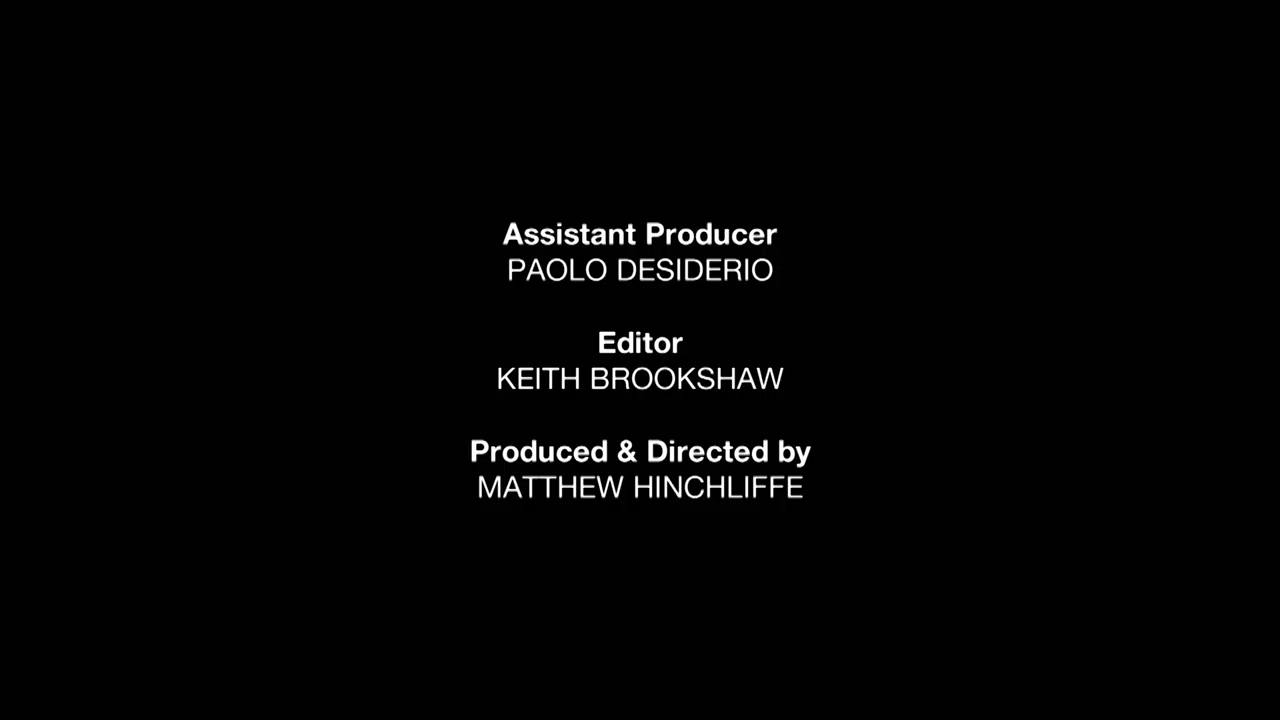 Assistant Producer
PAOLO DESIDERIO
Editor
KEITH BROOKSHAW
Produced & Directed by
MATTHEW HINCHLIFFE